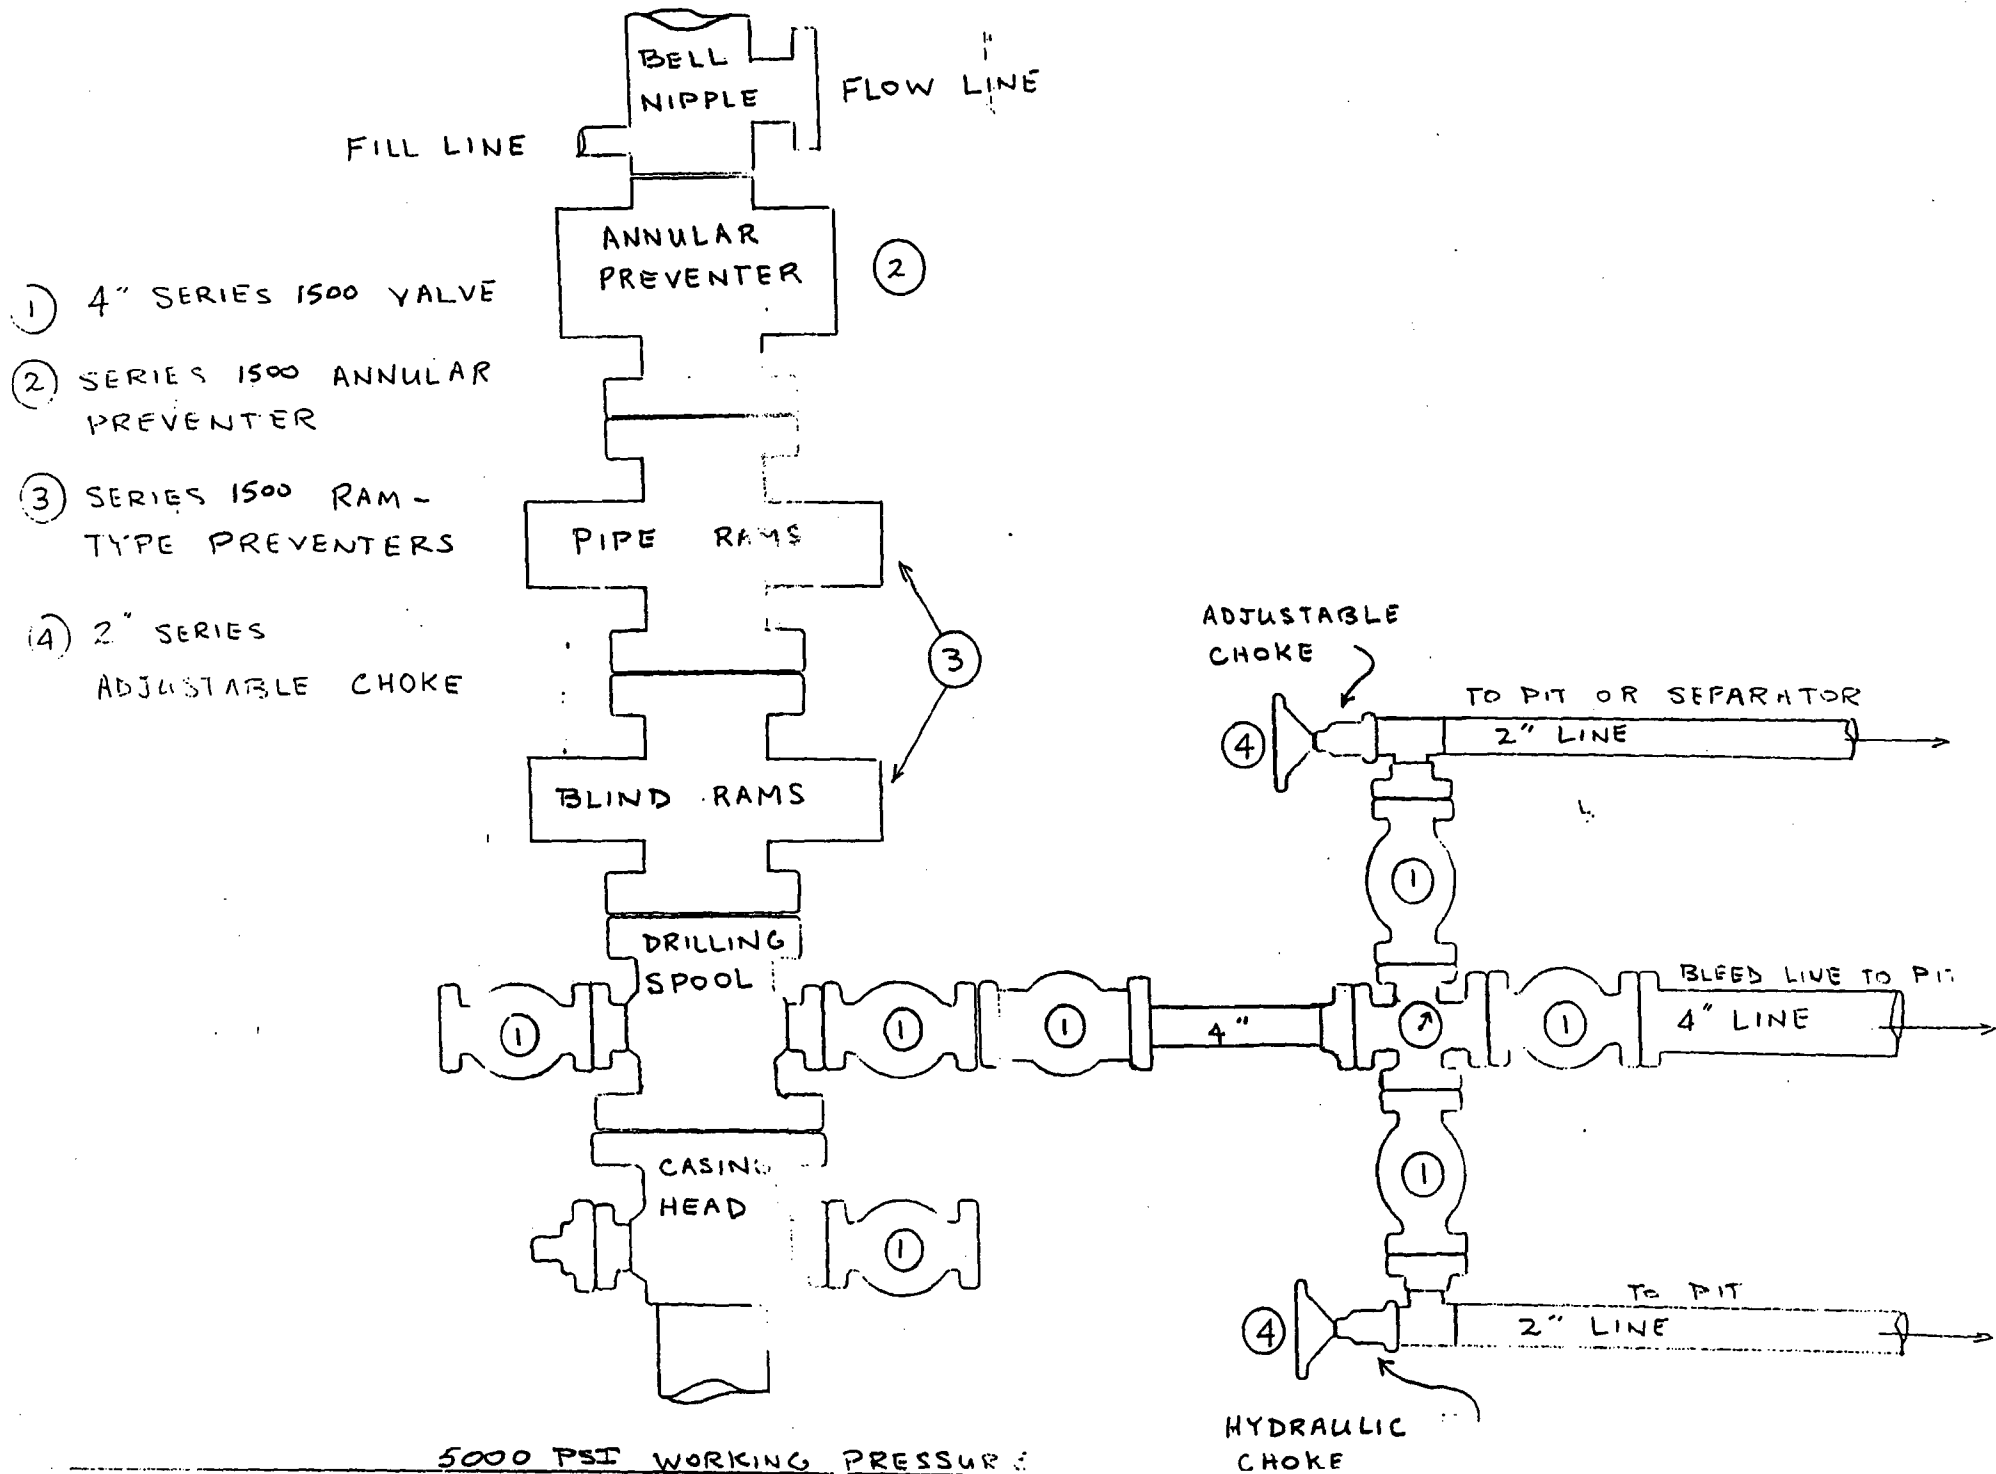 BELL
NIPPLE
FLOW LINE
FILL LINE
ANNULAR
PREVENTER
2
1 4" SERIES 1500 VALVE
2 SERIES 1500 ANNULAR
PREVENTER
3 SERIES 1500 RAM-
TYPE PREVENTERS
4 2" SERIES
ADJUSTABLE CHOKE
PIPE RAMS
3
BLIND RAMS
ADJUSTABLE
CHOKE
4
TO PIT OR SEPARATOR
2" LINE
1
DRILLING
SPOOL
1
1
1
4"
1
BLEED LINE TO PIT
4" LINE
1
CASING
HEAD
1
4
TO PIT
2" LINE
HYDRAULIC
CHOKE
5000 PSI WORKING PRESSURE